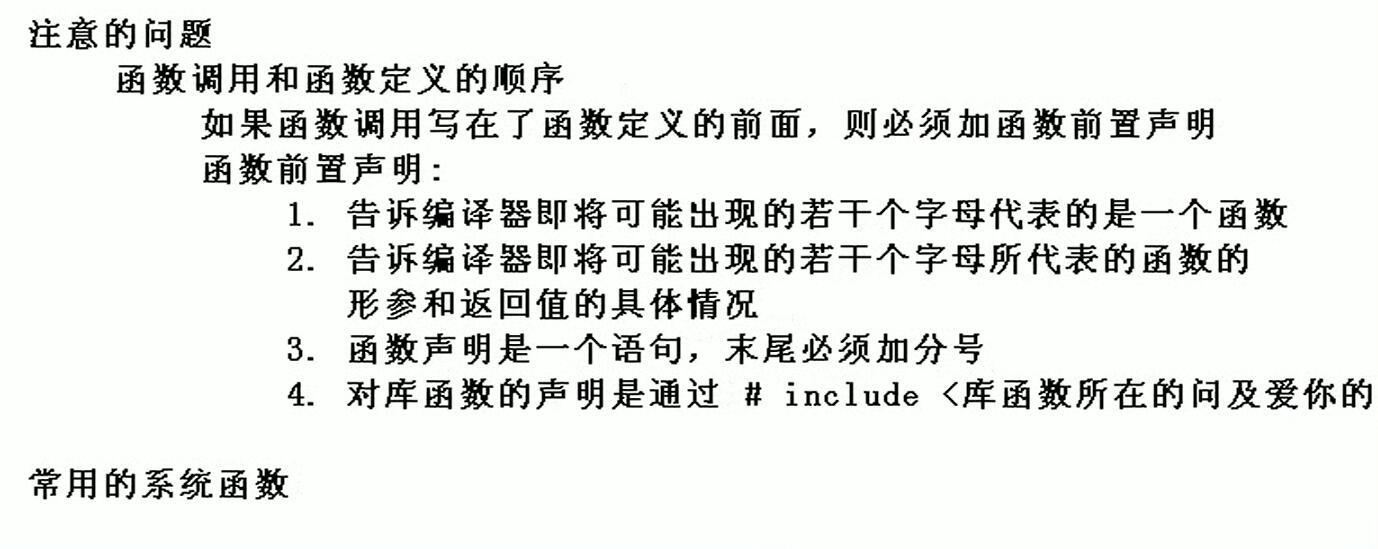 注意的问题
函数调用和函数定义的顺序
如果函数调用写在了函数定义的前面，则必须加函数前置声明
函数前置声明：
1. 告诉编译器即将可能出现的若干个字母代表的是一个函数
2. 告诉编译器即将可能出现的若干个字母所代表的函数的
形参和返回值的具体情况
3. 函数声明是一个语句，末尾必须加分号
4. 对库函数的声明是通过 # include <库函数所在的问及爱你的
常用的系统函数